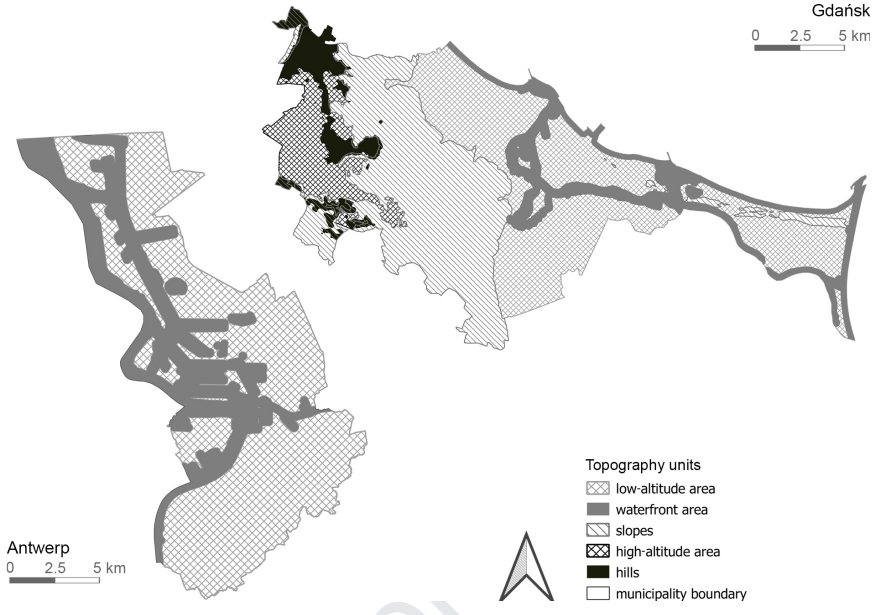 Gdańsk
0 2.5 5 km
Topography units
low-altitude area
waterfront area
slopes
high-altitude area
hills
municipality boundary
Antwerp
0 2.5 5 km